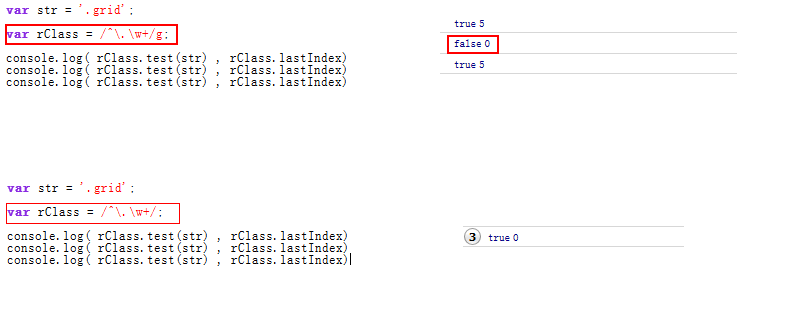 var str = '.grid';
var rClass = /^\.\w+/g;
console.log( rClass.test(str) , rClass.lastIndex)
console.log( rClass.test(str) , rClass.lastIndex)
console.log( rClass.test(str) , rClass.lastIndex)
true 5
false 0
true 5
var str = '.grid';
var rClass = /^\.\w+/;
console.log( rClass.test(str) , rClass.lastIndex)
console.log( rClass.test(str) , rClass.lastIndex)
console.log( rClass.test(str) , rClass.lastIndex)
3 true 0